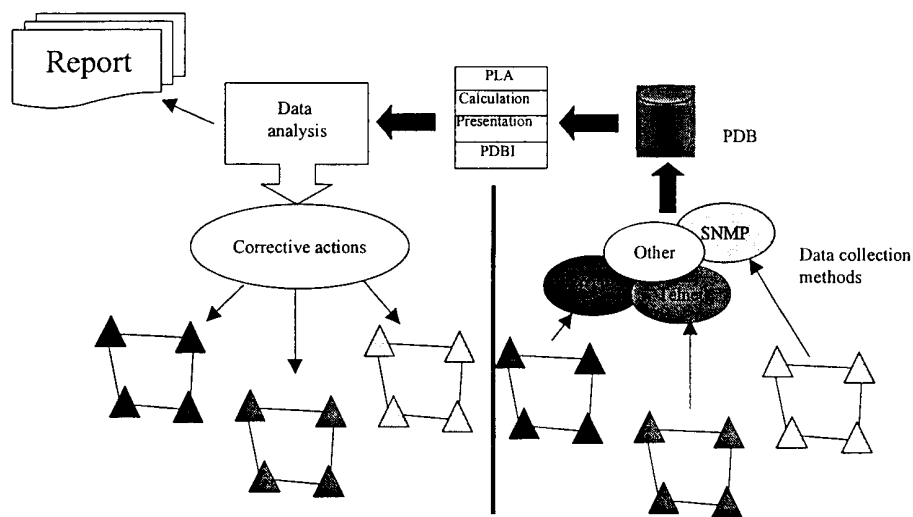 Report
Data
analysis
PLA
Calculation
Presentation
PDBI
PDB
Corrective actions
Other
SNMP
Data collection
methods